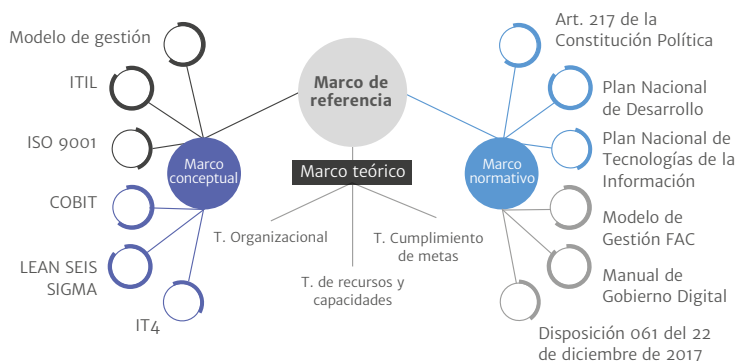 Marco de
referencia
Modelo de gestión
ITIL
ISO 9001
Marco
conceptual
COBIT
LEAN SEIS
SIGMA
IT4
Marco teórico
T. Organizacional
T. de recursos y
capacidades
T. Cumplimiento
de metas
Marco
normativo
Art. 217 de la
Constitución Política
Plan Nacional
de Desarrollo
Plan Nacional de
Tecnologías de la
Información
Modelo de
Gestión FAC
Manual de
Gobierno Digital
Disposición 061 del 22
de diciembre de 2017